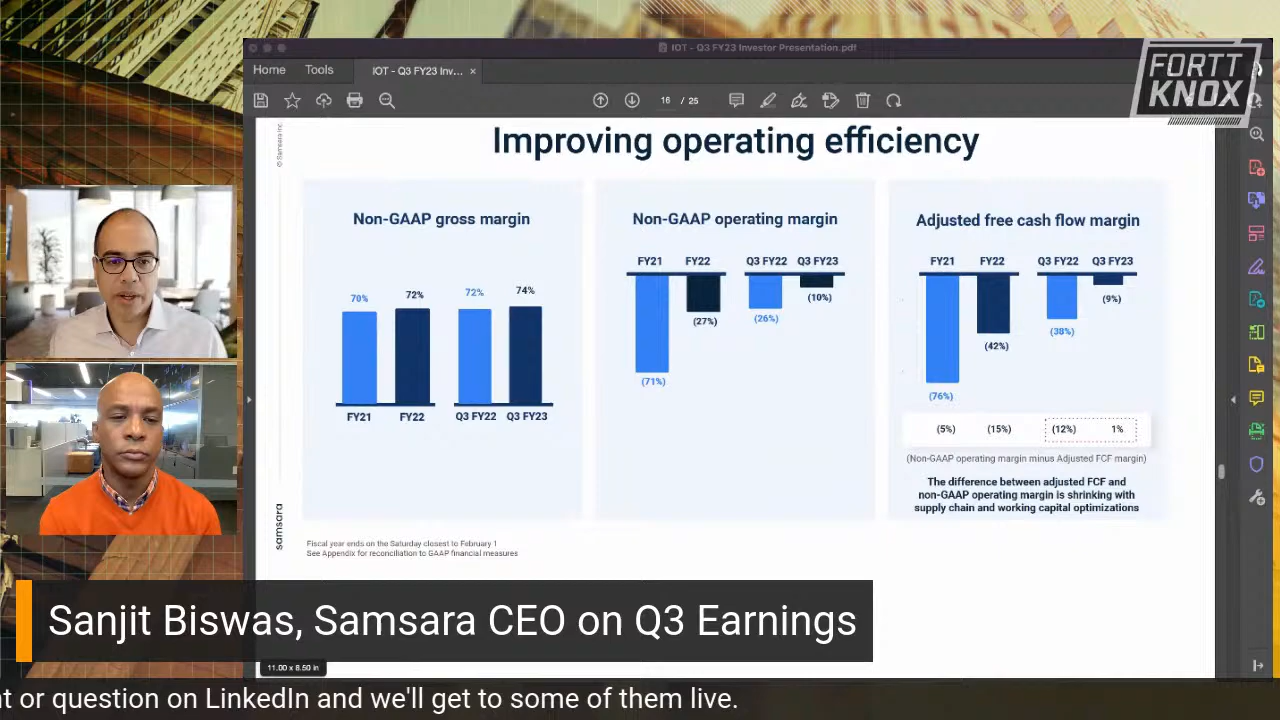 IOT - Q3 FY23 Investor Presentation.pdf
Home
Tools
IOT - Q3 FY23 Inv...
×
16 / 25
FORTT
KNOX
© Samsara Inc.
Improving operating efficiency
Non-GAAP gross margin
70%
72%
72%
74%
FY21
FY22
Q3 FY22
Q3 FY23
Non-GAAP operating margin
FY21
FY22
Q3 FY22
Q3 FY23
(71%)
(27%)
(26%)
(10%)
Adjusted free cash flow margin
FY21
FY22
Q3 FY22
Q3 FY23
(76%)
(42%)
(38%)
(9%)
(5%)
(15%)
(12%)
1%
(Non-GAAP operating margin minus Adjusted FCF margin)
The difference between adjusted FCF and
non-GAAP operating margin is shrinking with
supply chain and working capital optimizations
samsara
Fiscal year ends on the Saturday closest to February 1
See Appendix for reconciliation to GAAP financial measures
Sanjit Biswas, Samsara CEO on Q3 Earnings
11.00 x 8.50 in
or question on LinkedIn and we'll get to some of them live.